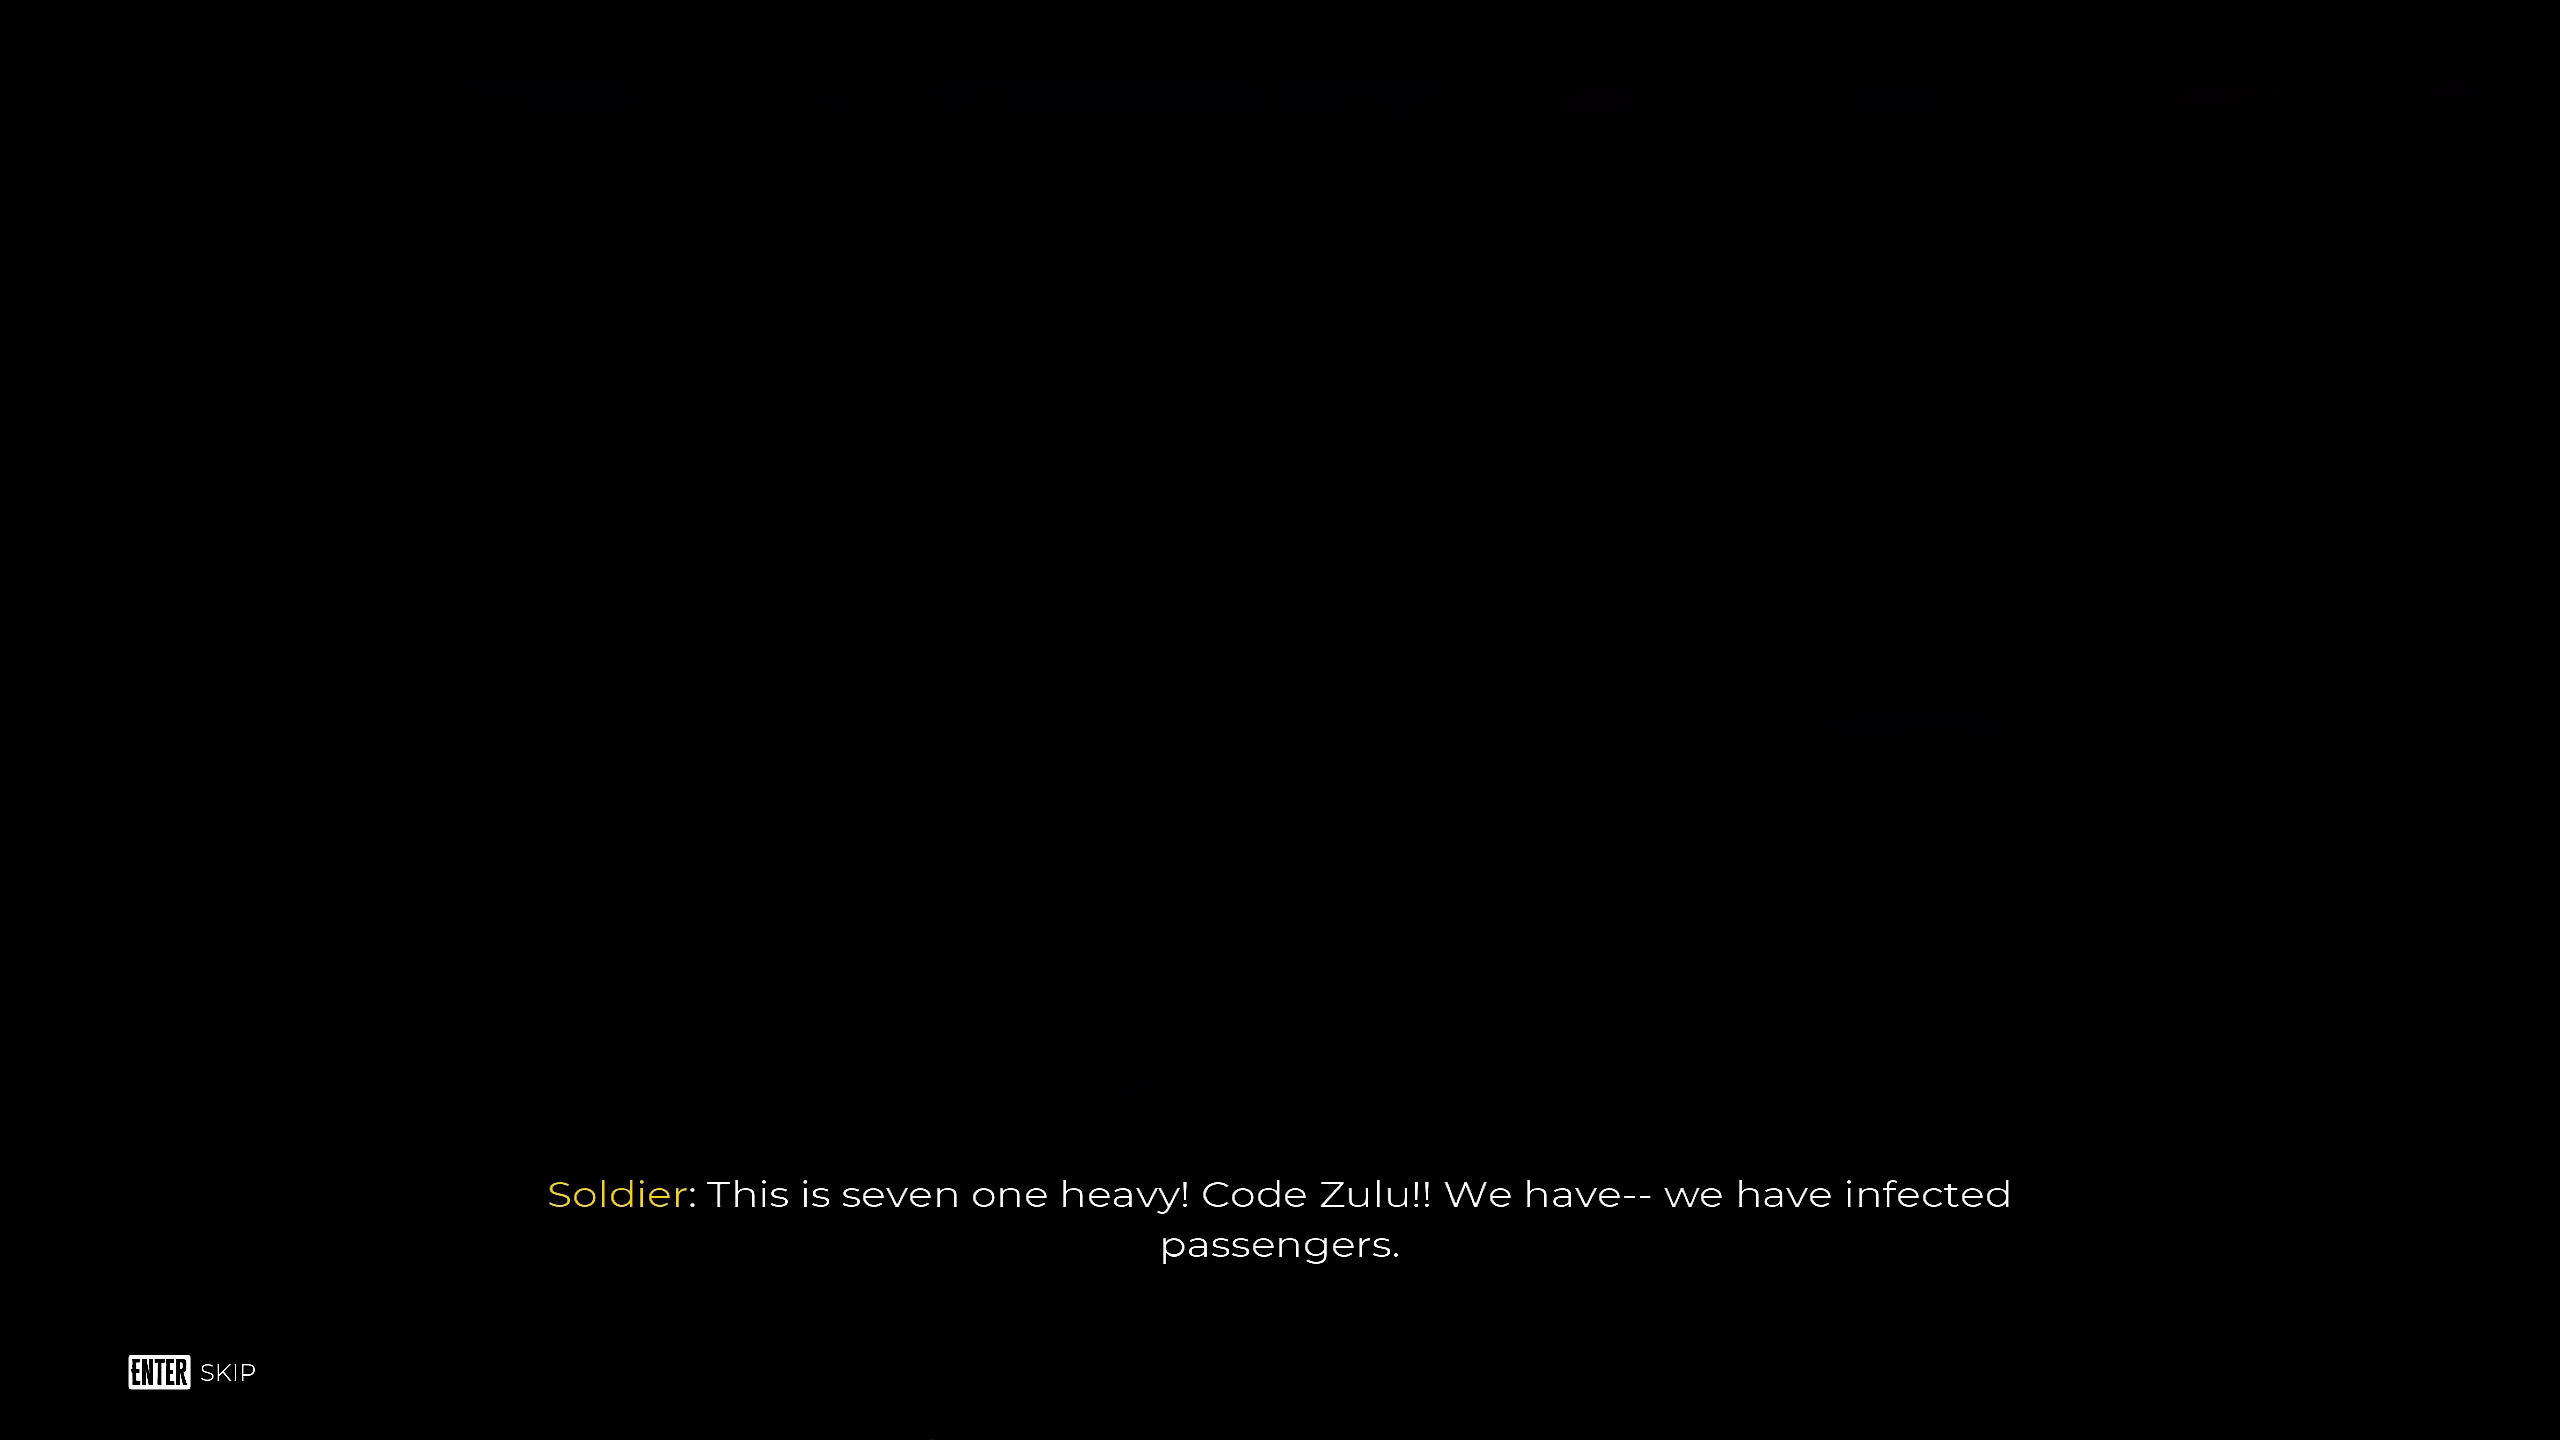 Soldier: This is seven one heavy! Code Zulu!! We have-- we have infected
passengers.
ENTER SKIP